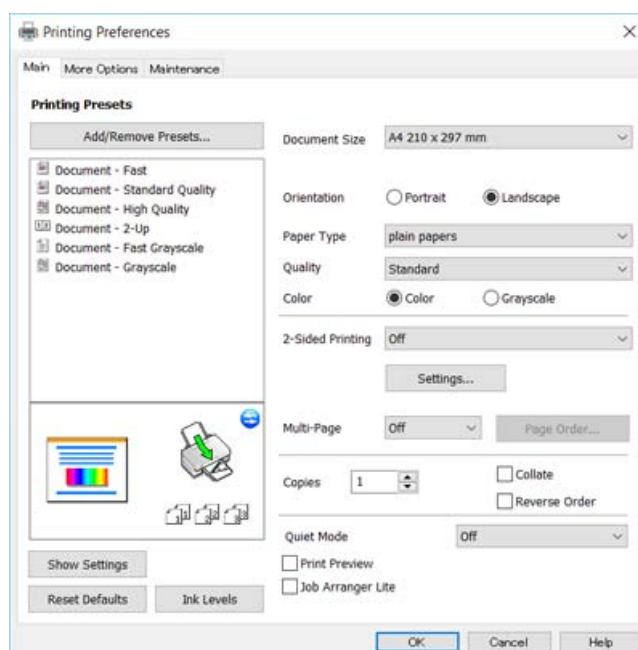 Printing Preferences
Main More Options Maintenance
Printing Presets
Add/Remove Presets...
Document - Fast
Document - Standard Quality
Document - High Quality
Document - 2-Up
Document - Fast Grayscale
Document - Grayscale
Show Settings
Reset Defaults Ink Levels
Document Size A4 210 x 297 mm
Orientation Portrait Landscape
Paper Type plain papers
Quality Standard
Color Color Grayscale
2-Sided Printing Off
Settings...
Multi-Page Off Page Order...
Copies 1 Collate
Reverse Order
Quiet Mode Off
Print Preview
Job Arranger Lite
OK Cancel Help